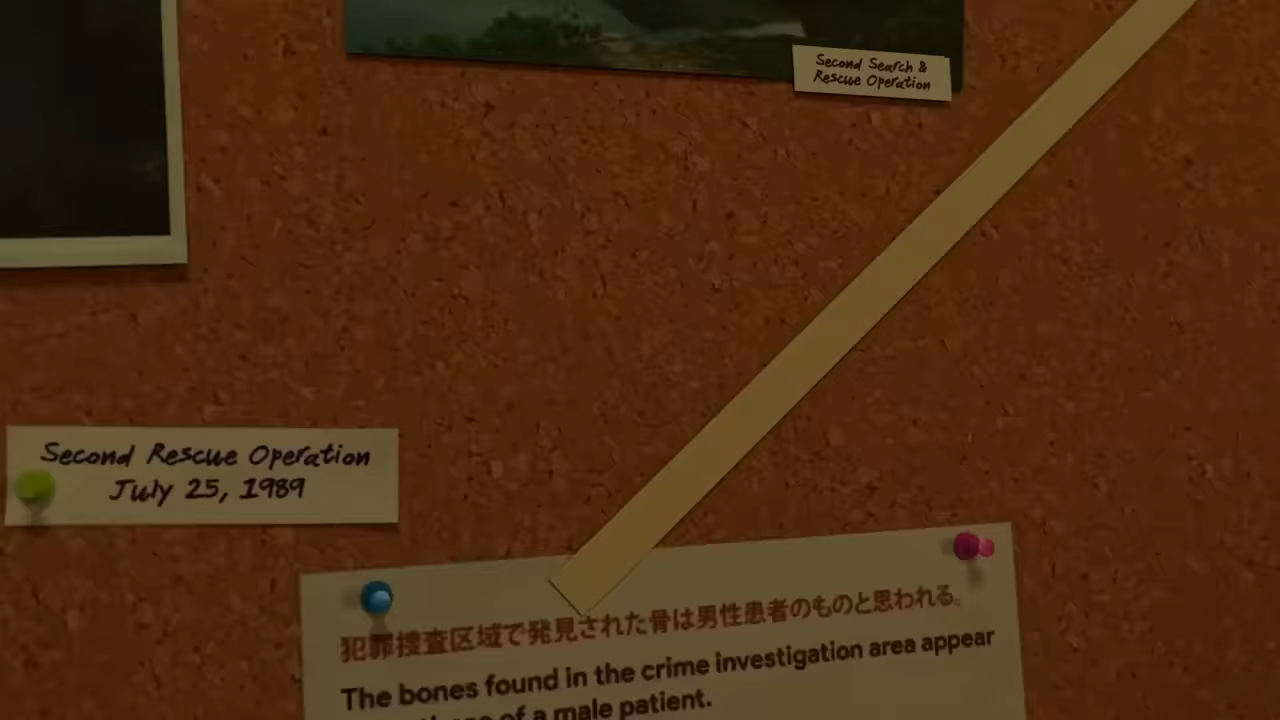 Second Search &
Rescue Operation
Second Rescue Operation
July 25, 1989
犯罪捜査区域で発見された骨は男性患者のものと思われる。
The bones found in the crime investigation area appear
of a male patient.